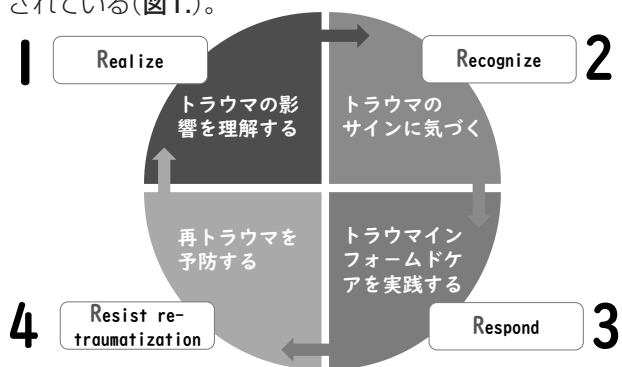 されている(図1.)。
1
Realize
トラウマの影
響を理解する
2
Recognize
トラウマの
サインに気づく
3
Respond
トラウマイン
フォームドケ
アを実践する
4
Resist re-
traumatization
再トラウマを
予防する